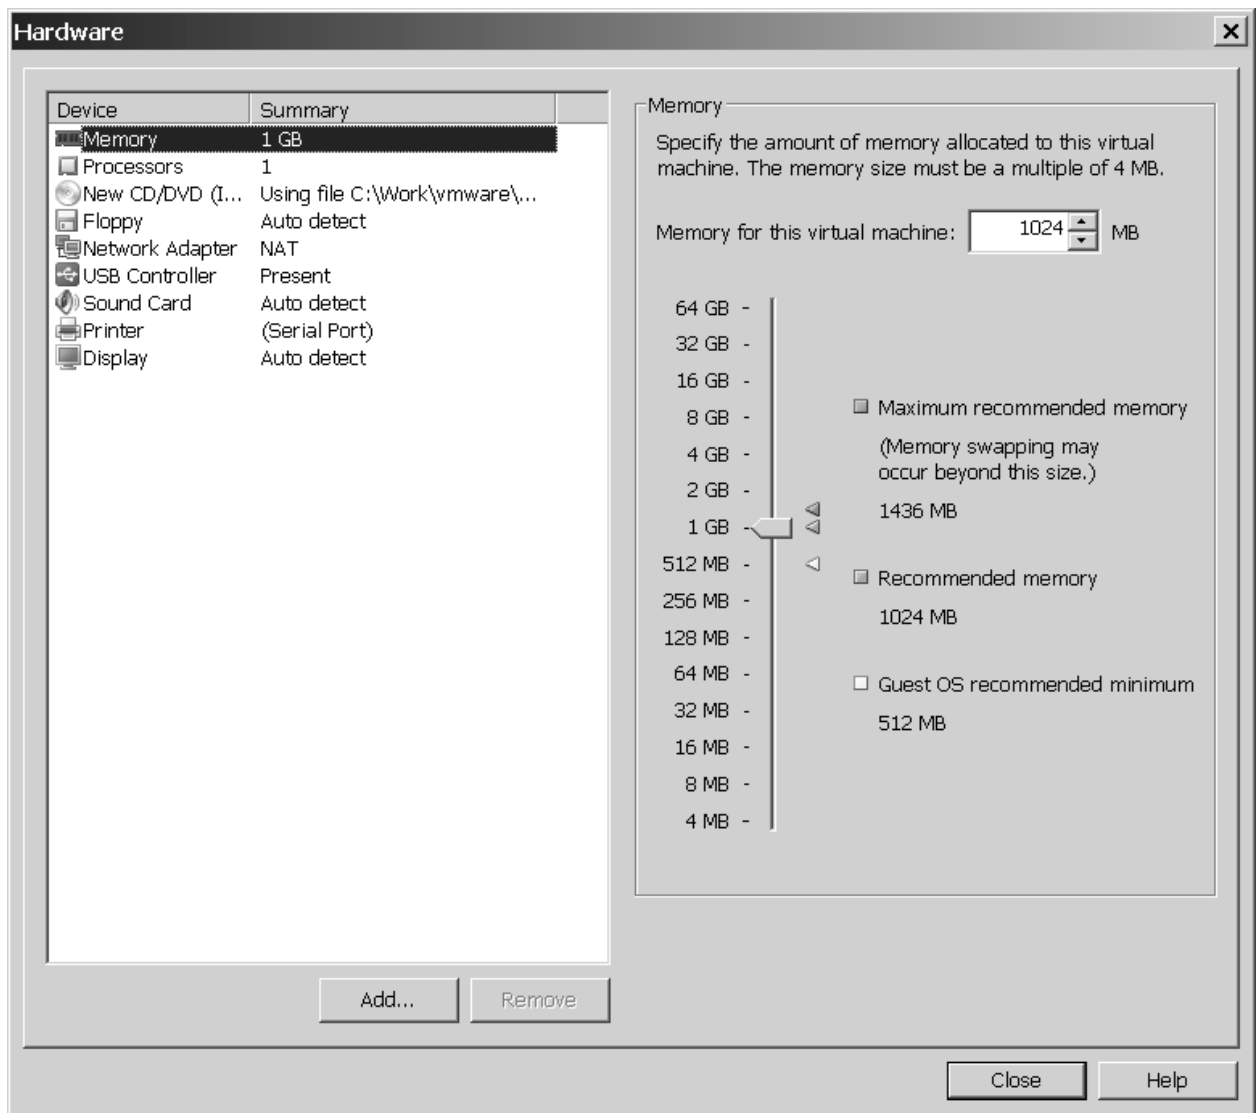 Hardware
Device Summary
Memory 1 GB
Processors 1
New CD/DVD (I... Using file C:\Work\vmware\...
Floppy Auto detect
Network Adapter NAT
USB Controller Present
Sound Card Auto detect
Printer (Serial Port)
Display Auto detect
Add... Remove
Memory
Specify the amount of memory allocated to this virtual
machine. The memory size must be a multiple of 4 MB.
Memory for this virtual machine: 1024 MB
64 GB -
32 GB -
16 GB -
8 GB -
4 GB -
2 GB -
1 GB -
512 MB -
256 MB -
128 MB -
64 MB -
32 MB -
16 MB -
8 MB -
4 MB -
Maximum recommended memory
(Memory swapping may
occur beyond this size.)
1436 MB
Recommended memory
1024 MB
Guest OS recommended minimum
512 MB
Close Help